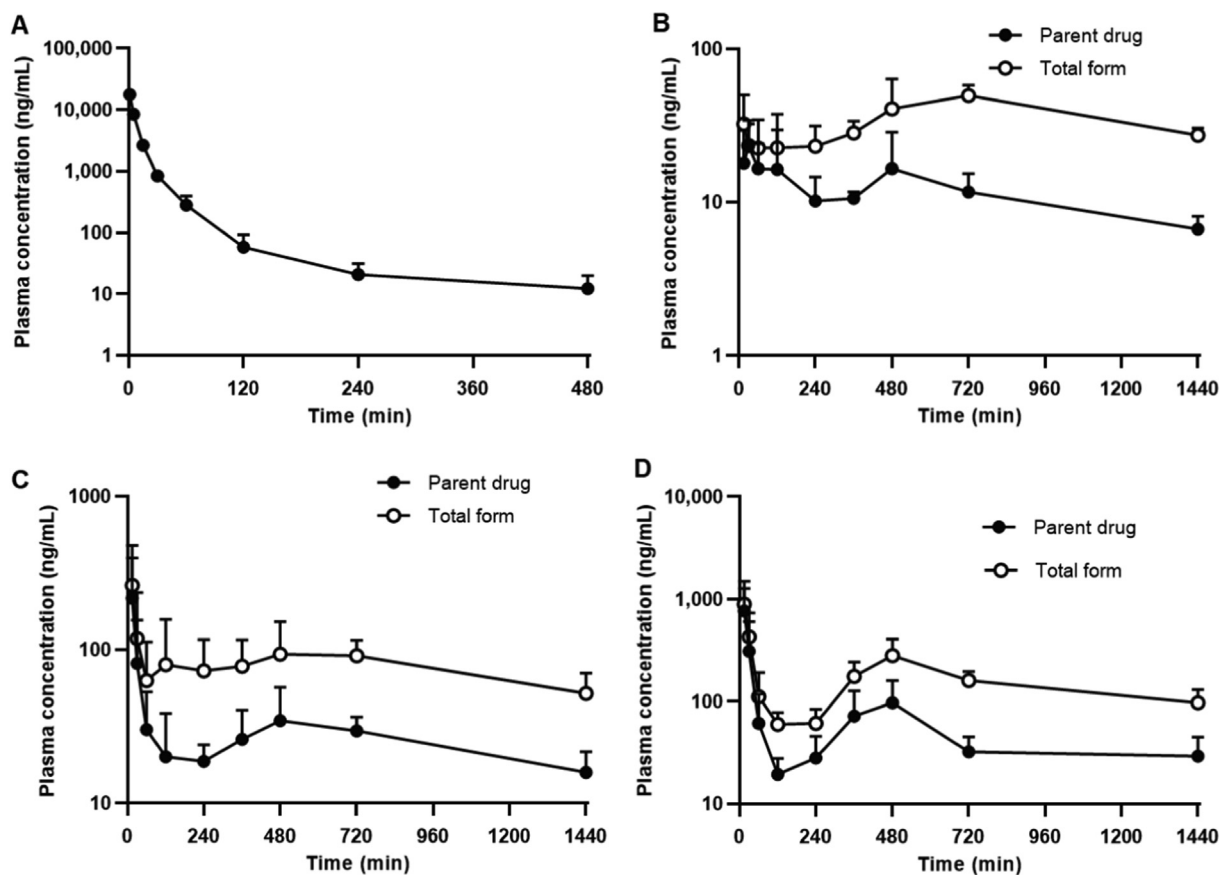 A
Plasma concentration (ng/mL)
100,000
10,000
1,000
100
10
1
0 120 240 360 480
Time (min)
B
Parent drug
Total form
Plasma concentration (ng/mL)
100
10
1
0 240 480 720 960 1200 1440
Time (min)
C
Parent drug
Total form
Plasma concentration (ng/mL)
1000
100
10
0 240 480 720 960 1200 1440
Time (min)
D
Parent drug
Total form
Plasma concentration (ng/mL)
10,000
1,000
100
10
0 240 480 720 960 1200 1440
Time (min)